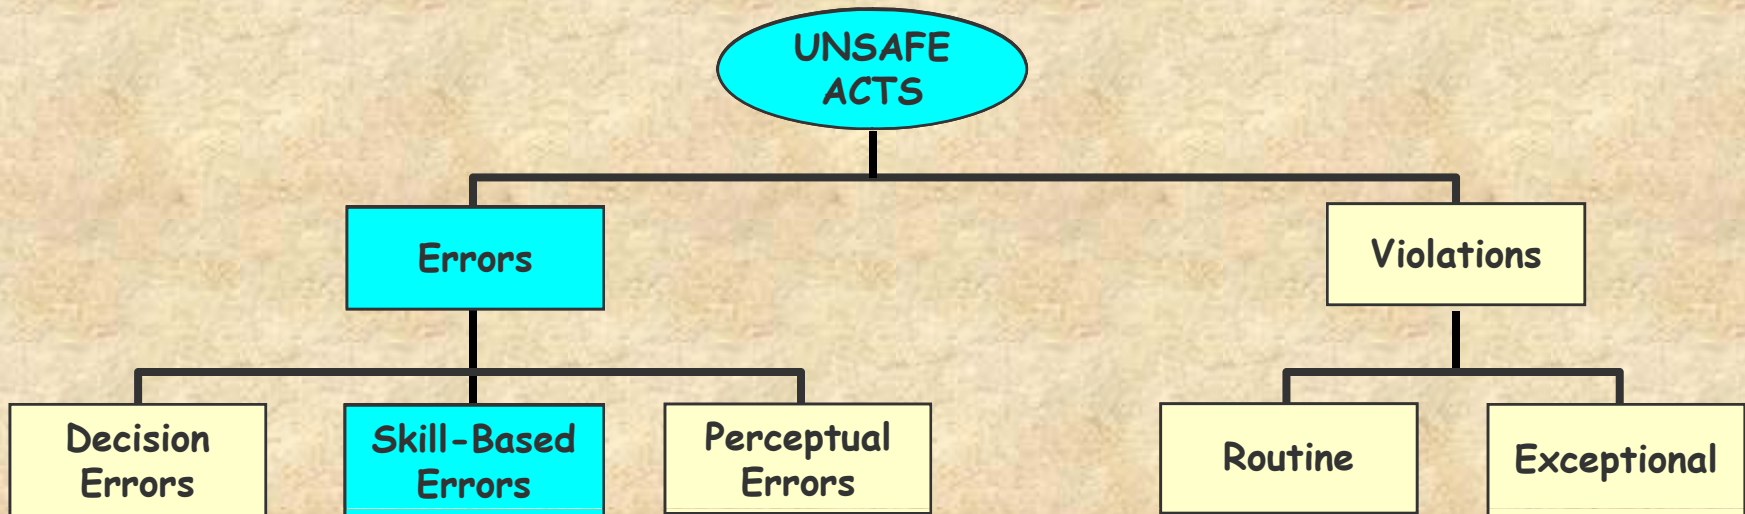 UNSAFE
ACTS
Errors
Violations
Decision
Errors
Skill-Based
Errors
Perceptual
Errors
Routine
Exceptional